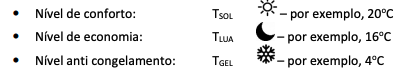 • Nível de conforto: TSOL – por exemplo, 20°C
• Nível de economia: TLUA – por exemplo, 16°C
• Nível anti congelamento: TGEL – por exemplo, 4°C